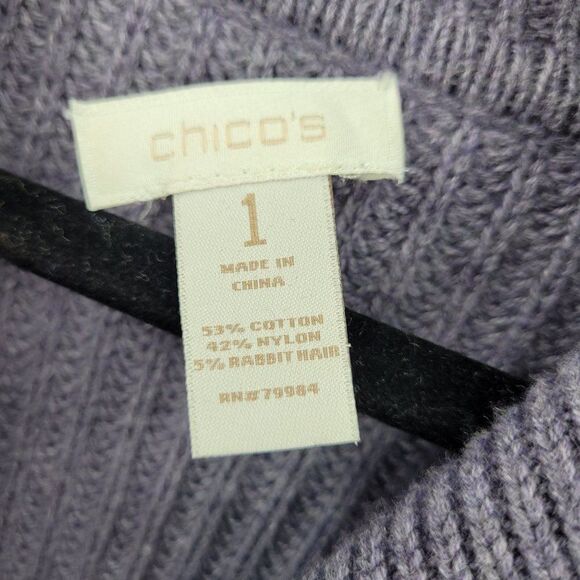 chico's
1
MADE IN
CHINA
53% COTTON
42% NYLON
5% RABBIT HAIR
RN#79984